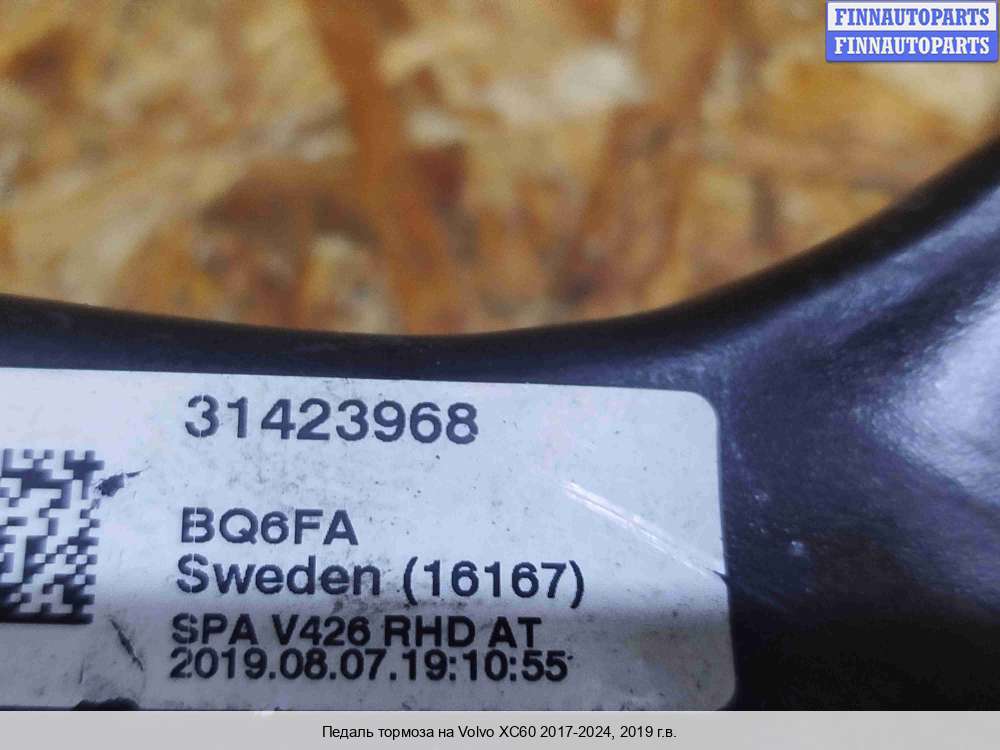 FINNAUTOPARTS
FINNAUTOPARTS
31423968
BQ6FA
Sweden (16167)
SPA V426 RHD AT
2019.08.07.19:10:55
Педаль тормоза на Volvo XC60 2017-2024, 2019 г.в.